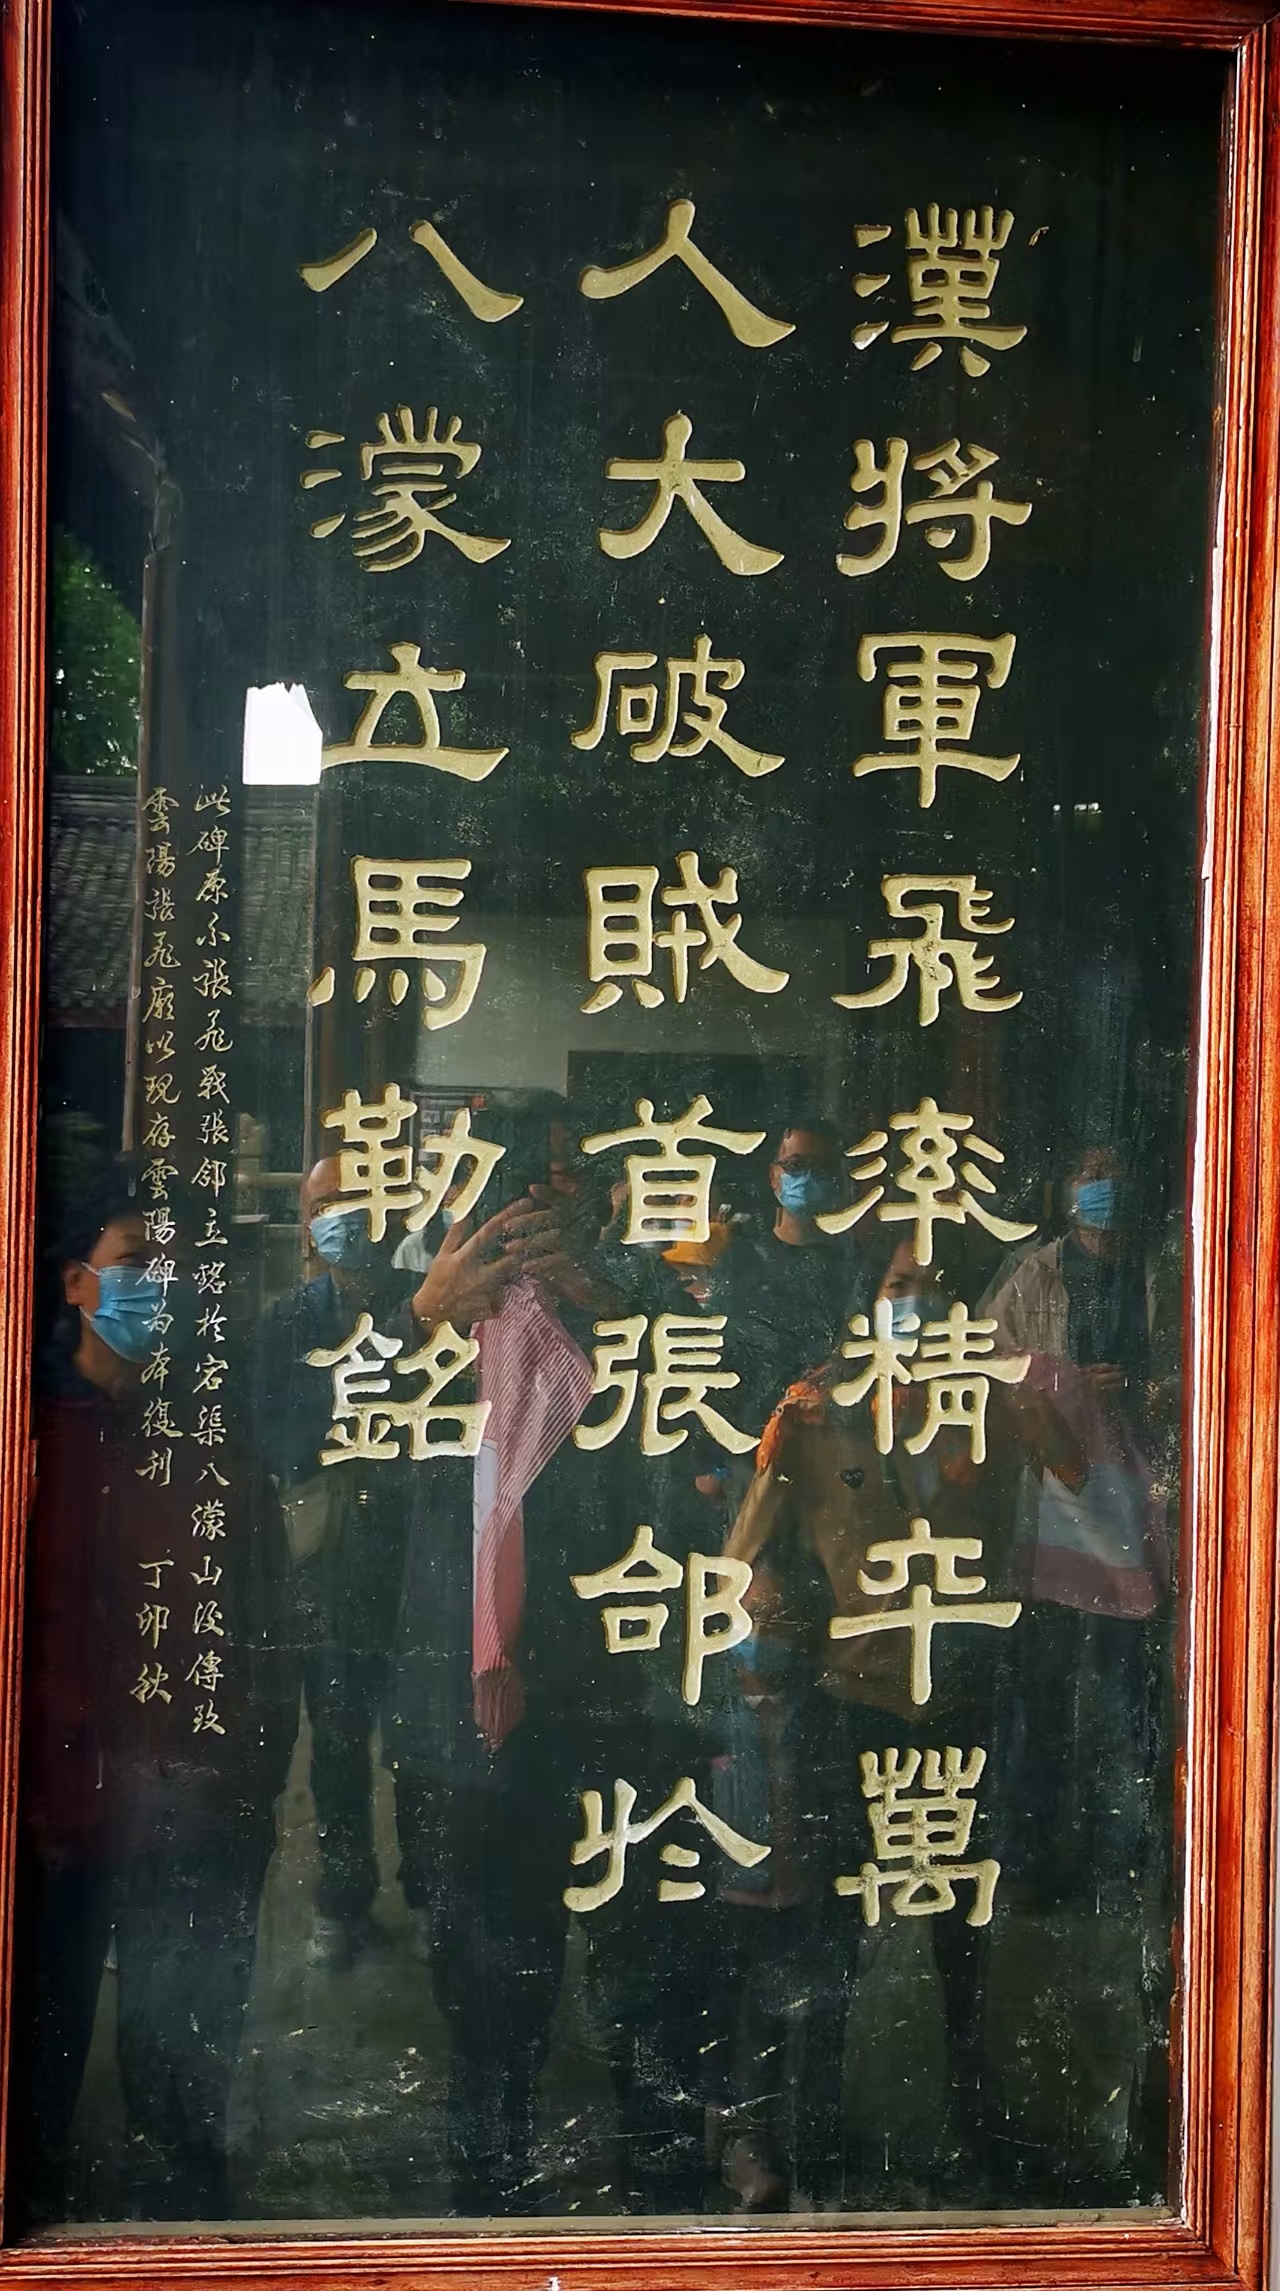 漢將軍飛率精卒萬
人大破賊首張郃於
八濛立馬勒銘
此碑原系張飛戰張郃立銘於宕渠八濛山後傳致
雲陽張飛廟以現存雲陽碑为本復刊 丁卯秋